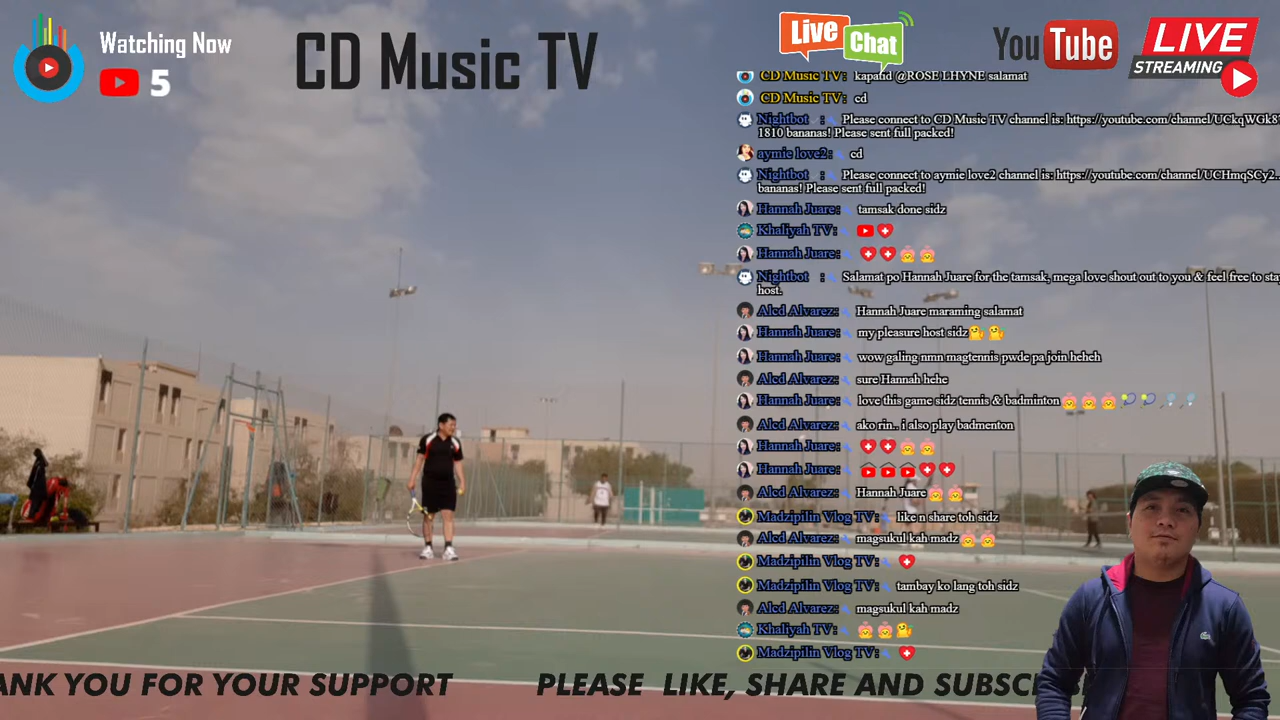 Watching Now
5
CD Music TV
Live
Chat
YouTube
LIVE
STREAMING
CD Music TV: kapatid @ROSE LHYNE salamat
CD Music TV: cd
Nightbot : Please connect to CD Music TV channel is: https://youtube.com/channel/UCkqWGk8
1810 bananas! Please sent full packed!
aymie love2: cd
Nightbot : Please connect to aymie love2 channel is: https://youtube.com/channel/UCHmqSCy2...
bananas! Please sent full packed!
Hannah Juare: tamsak done sidz
Khaliyah TV:
Hannah Juare:
Nightbot : Salamat po Hannah Juare for the tamsak, mega love shout out to you & feel free to stay
host.
Alcd Alvarez: Hannah Juare maraming salamat
Hannah Juare: my pleasure host sidz
Hannah Juare: wow galing nmn magtennis pwde pa join heheh
Alcd Alvarez: sure Hannah hehe
Hannah Juare: love this game sidz tennis & badminton
Alcd Alvarez: ako rin.. i also play badmenton
Hannah Juare:
Hannah Juare:
Alcd Alvarez: Hannah Juare
Madzipilin Vlog TV: like n share toh sidz
Alcd Alvarez: magsukul kah madz
Madzipilin Vlog TV:
Madzipilin Vlog TV: tambay ko lang toh sidz
Alcd Alvarez: magsukul kah madz
Khaliyah TV:
Madzipilin Vlog TV:
ANK YOU FOR YOUR SUPPORT PLEASE LIKE, SHARE AND SUBSC